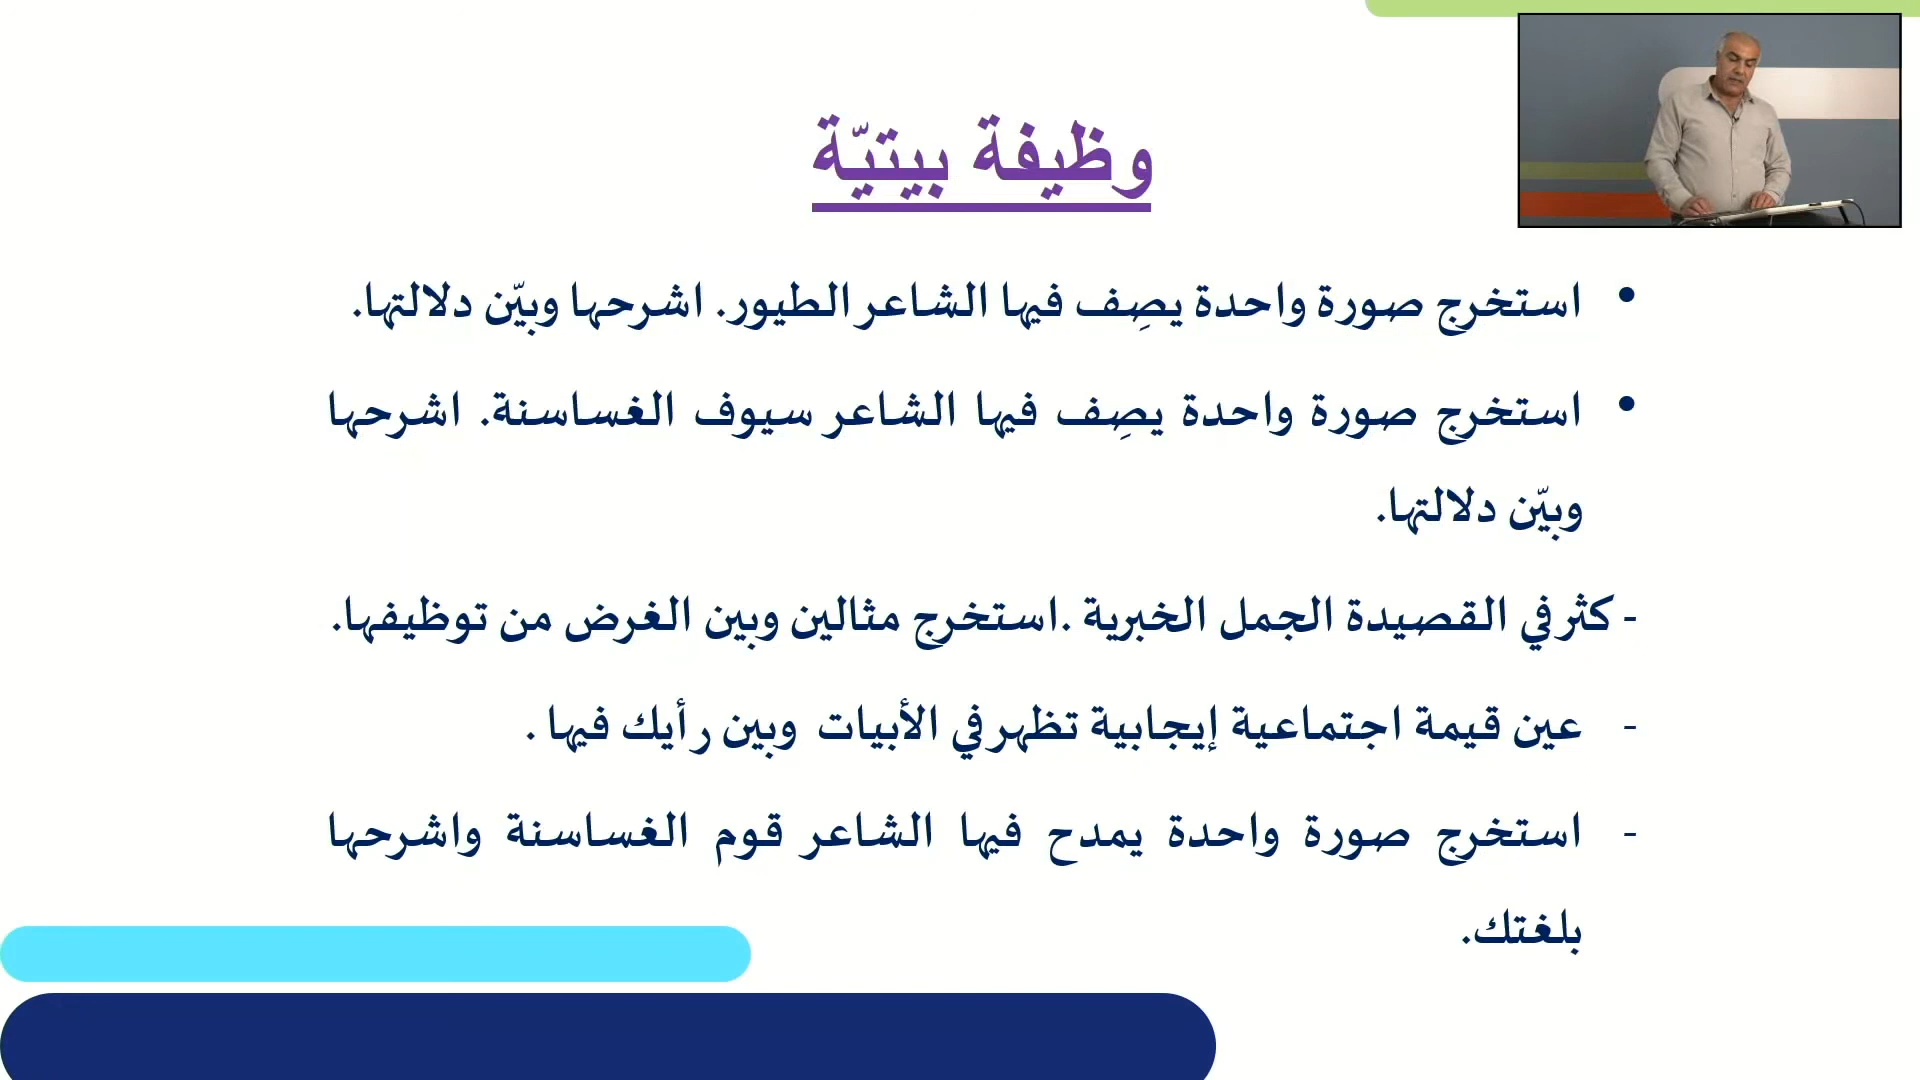 وظيفة بيتيّة
• استخرج صورة واحدة يصِف فيها الشاعر الطيور. اشرحها وبيّن دلالتها.
• استخرج صورة واحدة يصِف فيها الشاعر سيوف الغساسنة. اشرحها
وبيّن دلالتها.
- كثر في القصيدة الجمل الخبرية .استخرج مثالين وبين الغرض من توظيفها.
- عين قيمة اجتماعية إيجابية تظهر في الأبيات وبين رأيك فيها .
- استخرج صورة واحدة يمدح فيها الشاعر قوم الغساسنة واشرحها
بلغتك.